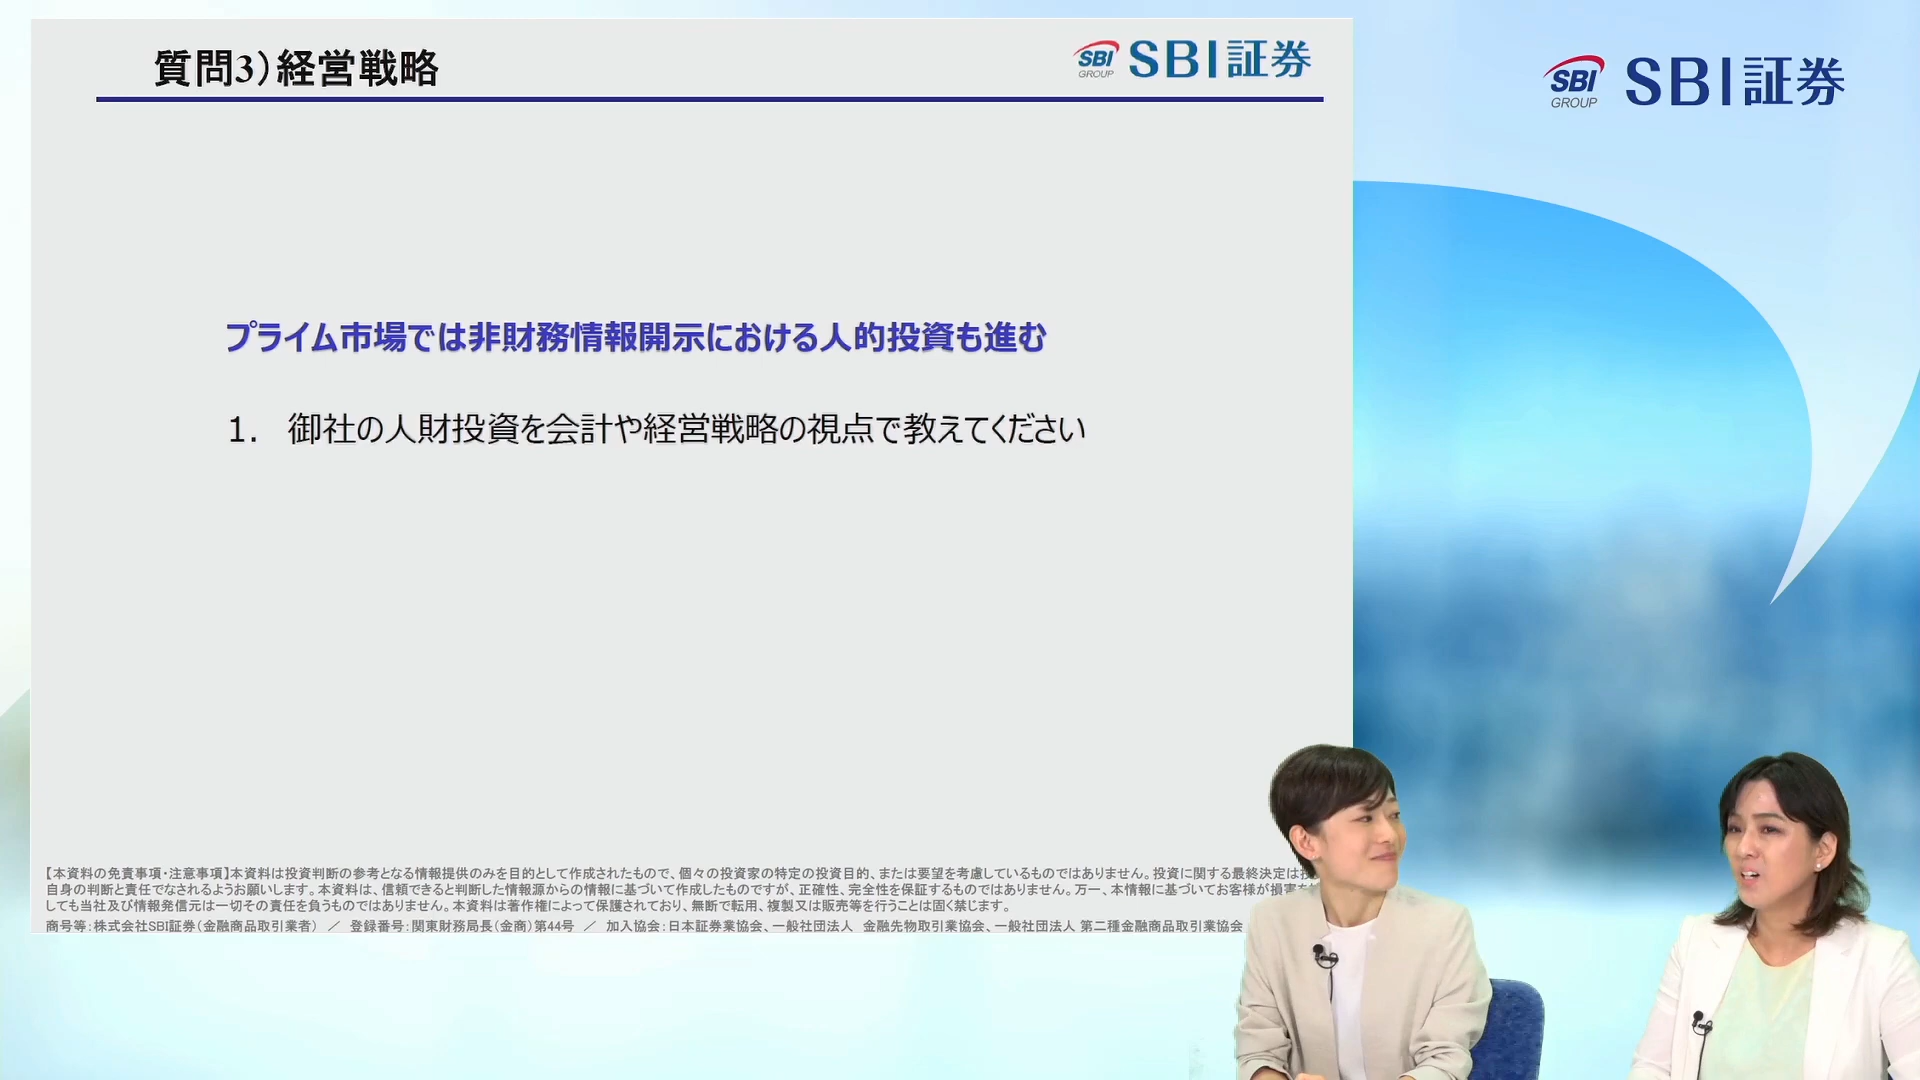 質問3）経営戦略
SBI GROUP SBI証券
SBI GROUP SBI証券
プライム市場では非財務情報開示における人的投資も進む
1. 御社の人財投資を会計や経営戦略の視点で教えてください
【本資料の免責事項・注意事項】本資料は投資判断の参考となる情報提供のみを目的として作成されたもので、個々の投資家の特定の投資目的、または要望を考慮しているものではありません。投資に関する最終決定は
自身の判断と責任でなされるようお願いします。本資料は、信頼できると判断した情報源からの情報に基づいて作成したものですが、正確性、完全性を保証するものではありません。万一、本情報に基づいてお客様が損害を
しても当社及び情報発信元は一切その責任を負うものではありません。本資料は著作権によって保護されており、無断で転用、複製又は販売等を行うことは固く禁じます。
商号等：株式会社SBI証券（金融商品取引業者） ／ 登録番号：関東財務局長（金商）第44号 ／ 加入協会：日本証券業協会、一般社団法人 金融先物取引業協会、一般社団法人 第二種金融商品取引業協会